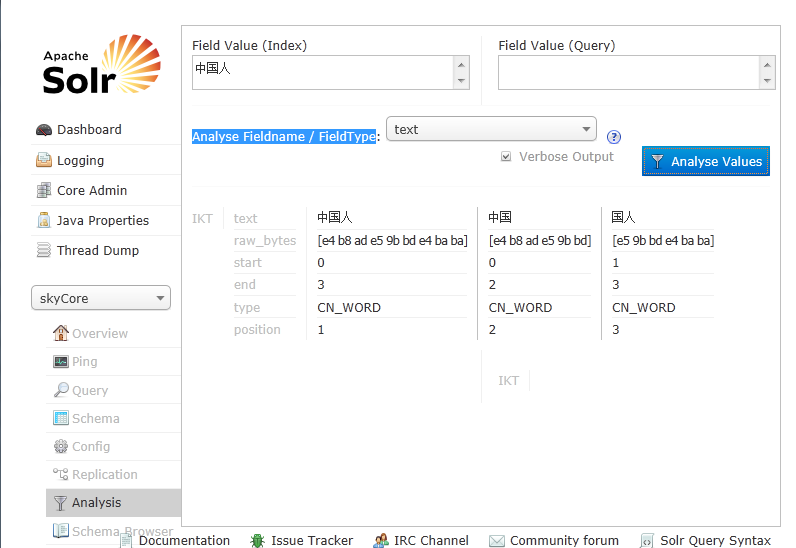 Apache
Solr
Dashboard
Logging
Core Admin
Java Properties
Thread Dump
skyCore
Overview
Ping
Query
Schema
Config
Replication
Analysis
Schema Browser
Field Value (Index)
中国人
Field Value (Query)
Analyse Fieldname / FieldType: text ?
Verbose Output
Analyse Values
IKT text 中国人 中国 国人
raw_bytes [e4 b8 ad e5 9b bd e4 ba ba] [e4 b8 ad e5 9b bd] [e5 9b bd e4 ba ba]
start 0 0 1
end 3 2 3
type CN_WORD CN_WORD CN_WORD
position 1 2 3
IKT
Documentation Issue Tracker IRC Channel Community forum Solr Query Syntax